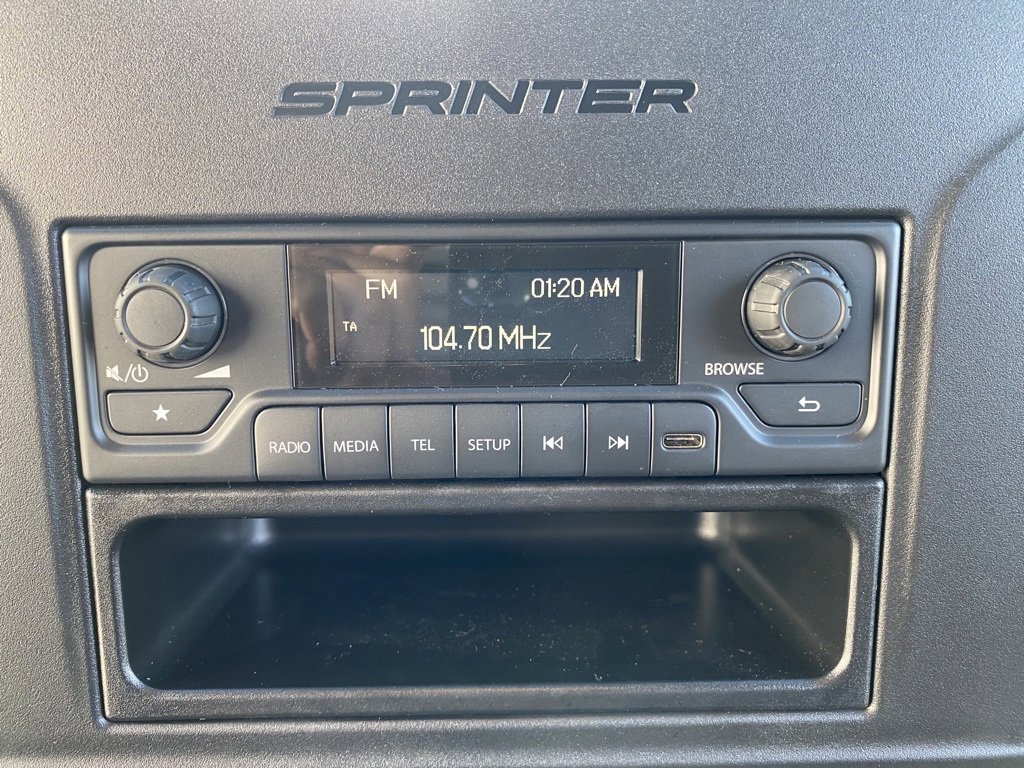 SPRINTER
FM 01:20 AM
TA
104.70 MHz
BROWSE
RADIO MEDIA TEL SETUP